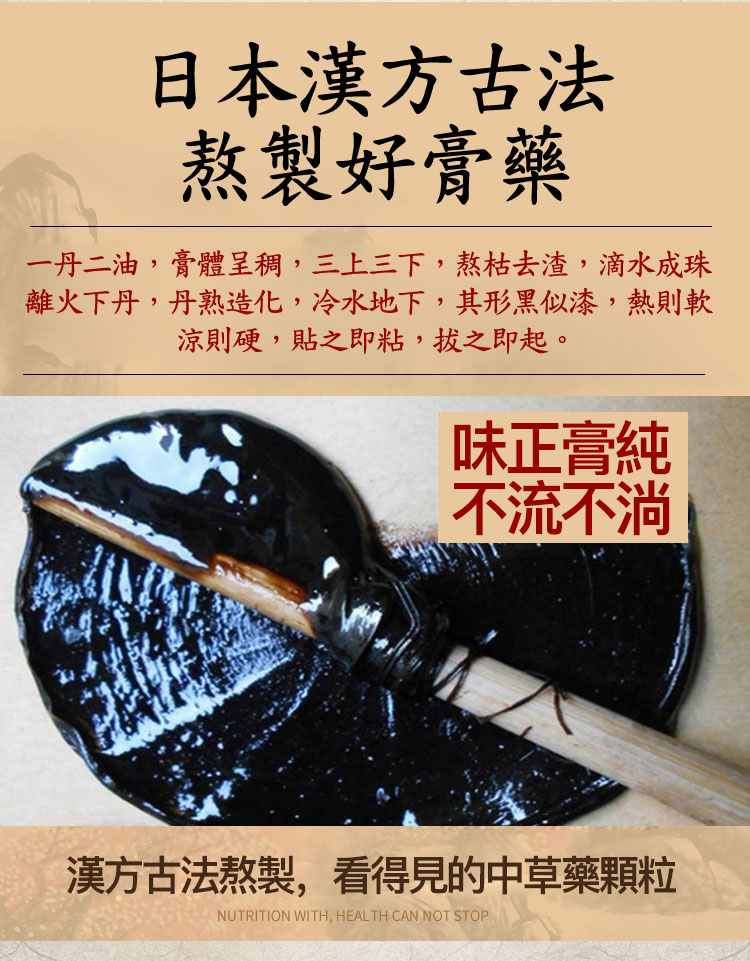 日本漢方古法
熬製好膏藥
一丹二油，膏體呈稠，三上三下，熬枯去渣，滴水成珠
離火下丹，丹熟造化，冷水地下，其形黑似漆，熱則軟
涼則硬，貼之即粘，拔之即起。
味正膏純
不流不淌
漢方古法熬製，看得見的中草藥顆粒
NUTRITION WITH, HEALTH CAN NOT STOP